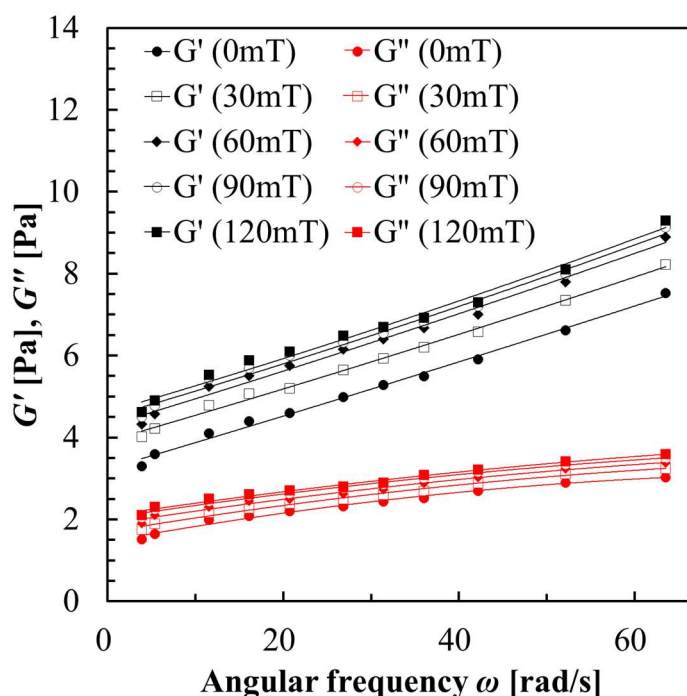 14
12
10
8
6
4
2
0
G' [Pa], G" [Pa]
G' (0mT) G" (0mT)
G' (30mT) G" (30mT)
G' (60mT) G" (60mT)
G' (90mT) G" (90mT)
G' (120mT) G" (120mT)
0 20 40 60
Angular frequency ω [rad/s]